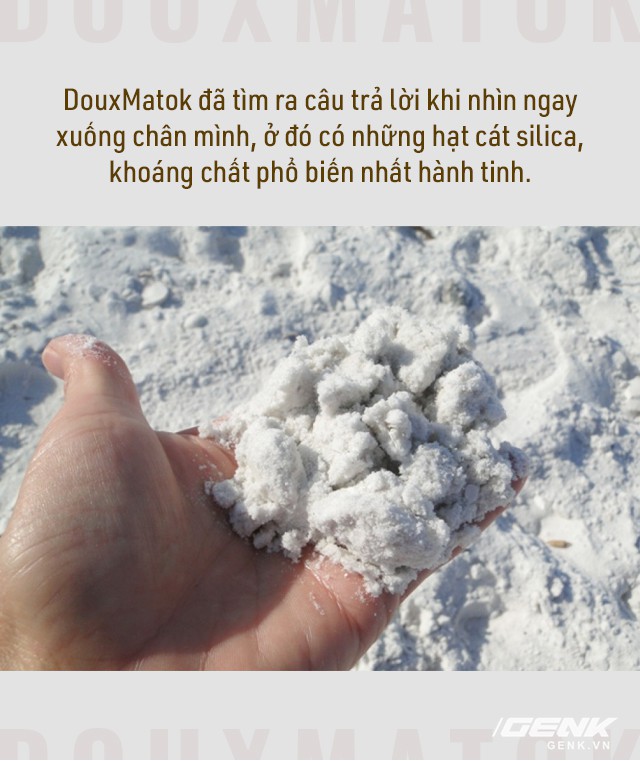 DOUXMATOK
DouxMatok đã tìm ra câu trả lời khi nhìn ngay
xuống chân mình, ở đó có những hạt cát silica,
khoáng chất phổ biến nhất hành tinh.
GENK
GENK.VN
DOUXMATOK